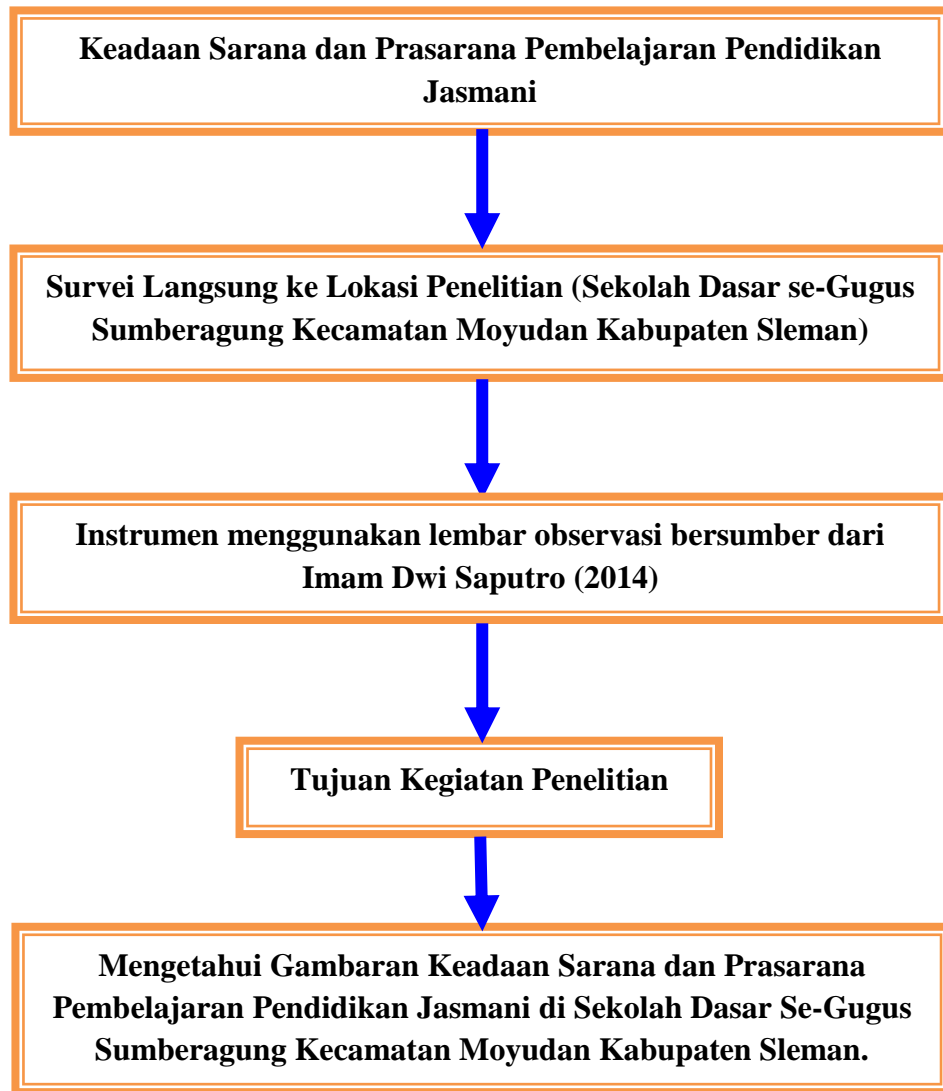 Keadaan Sarana dan Prasarana Pembelajaran Pendidikan
Jasmani
Survei Langsung ke Lokasi Penelitian (Sekolah Dasar se-Gugus
Sumberagung Kecamatan Moyudan Kabupaten Sleman)
Instrumen menggunakan lembar observasi bersumber dari
Imam Dwi Saputro (2014)
Tujuan Kegiatan Penelitian
Mengetahui Gambaran Keadaan Sarana dan Prasarana
Pembelajaran Pendidikan Jasmani di Sekolah Dasar Se-Gugus
Sumberagung Kecamatan Moyudan Kabupaten Sleman.